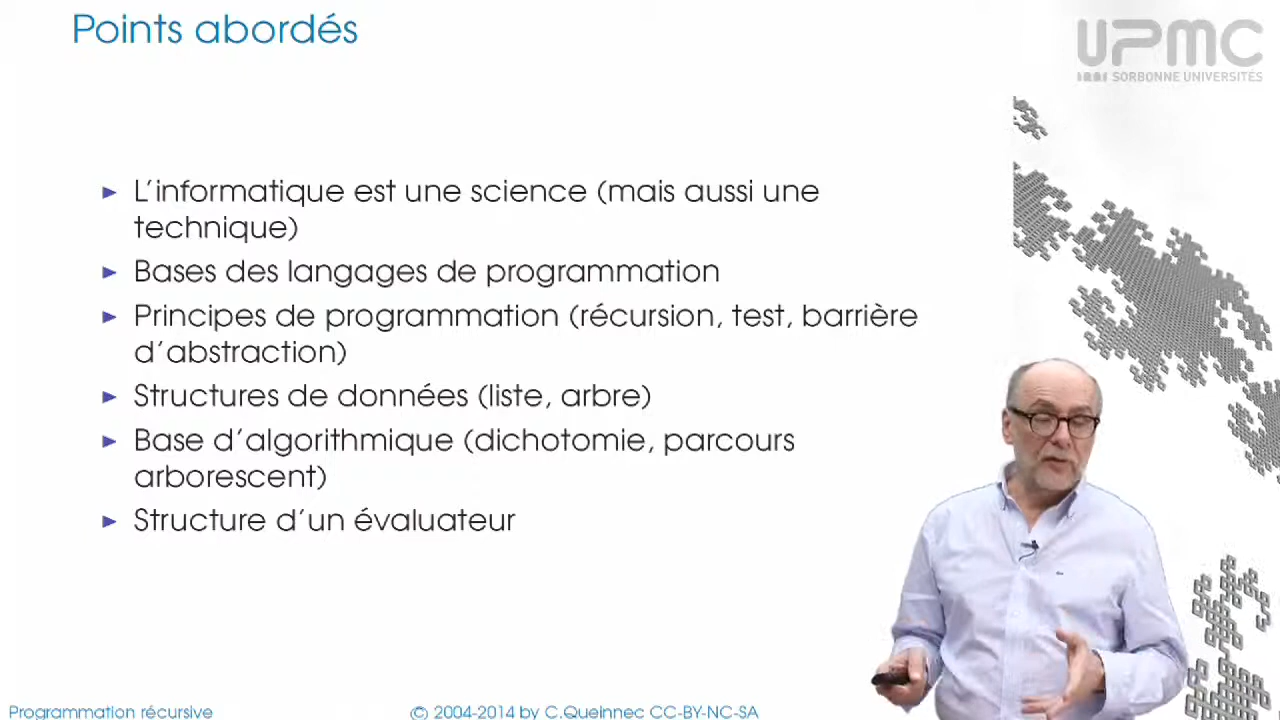 Points abordés
UPMC
SORBONNE UNIVERSITÉS
► L'informatique est une science (mais aussi une
technique)
► Bases des langages de programmation
► Principes de programmation (récursion, test, barrière
d'abstraction)
► Structures de données (liste, arbre)
► Base d'algorithmique (dichotomie, parcours
arborescent)
► Structure d'un évaluateur
Programmation récursive
© 2004-2014 by C.Queinnec CC-BY-NC-SA